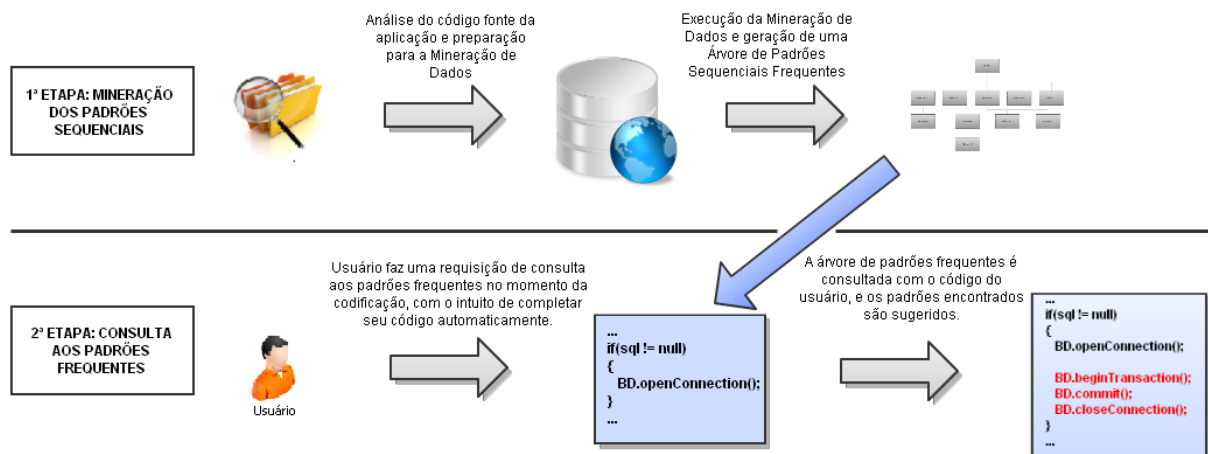 Análise do código fonte da
aplicação e preparação
para a Mineração de
Dados
Execução da Mineração de
Dados e geração de uma
Árvore de Padrões
Sequenciais Frequentes
1ª ETAPA: MINERAÇÃO
DOS PADRÕES
SEQUENCIAIS
2ª ETAPA: CONSULTA
AOS PADRÕES
FREQUENTES
Usuário
Usuário faz uma requisição de consulta
aos padrões frequentes no momento da
codificação, com o intuito de completar
seu código automaticamente.
...
if(sql != null)
{
BD.openConnection();
}
...
A árvore de padrões frequentes é
consultada com o código do
usuário, e os padrões encontrados
são sugeridos.
...
if(sql != null)
{
BD.openConnection();
BD.beginTransaction();
BD.commit();
BD.closeConnection();
}
...